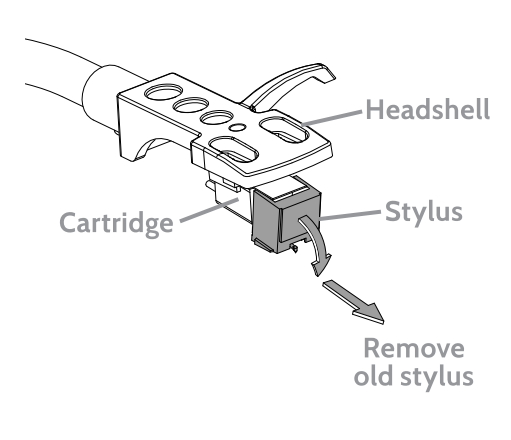 Headshell
Cartridge
Stylus
Remove
old stylus